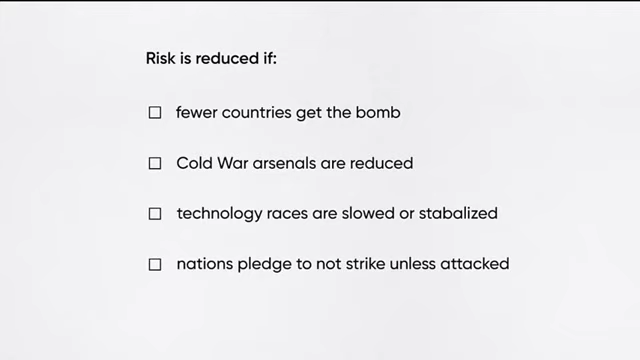 Risk is reduced if:
fewer countries get the bomb
Cold War arsenals are reduced
technology races are slowed or stabalized
nations pledge to not strike unless attacked